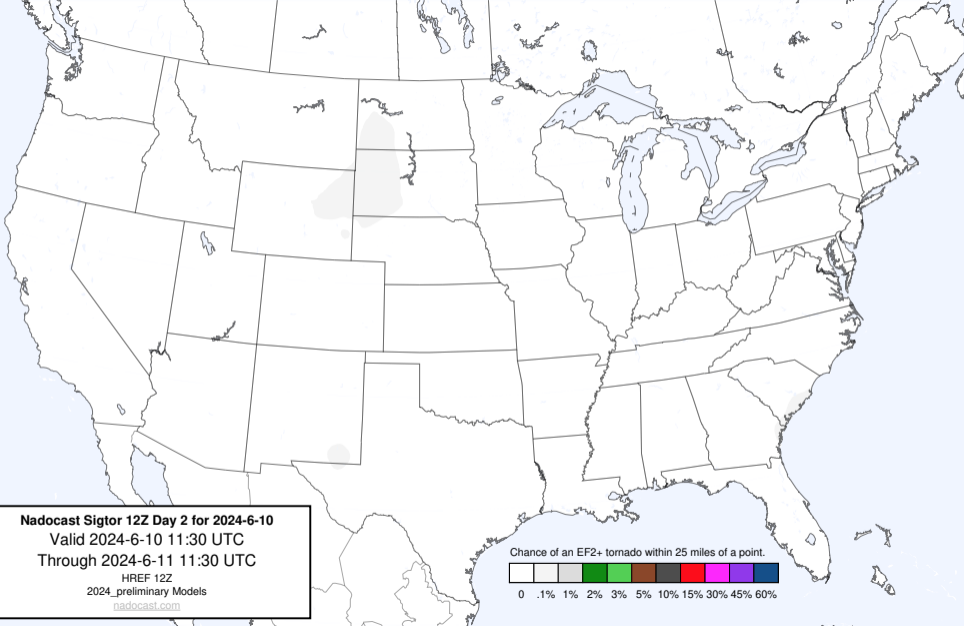 Nadocast Sigtor 12Z Day 2 for 2024-6-10
Valid 2024-6-10 11:30 UTC
Through 2024-6-11 11:30 UTC
HREF 12Z
2024_preliminary Models
nadocast.com
Chance of an EF2+ tornado within 25 miles of a point.
0 .1% 1% 2% 3% 5% 10% 15% 30% 45% 60%